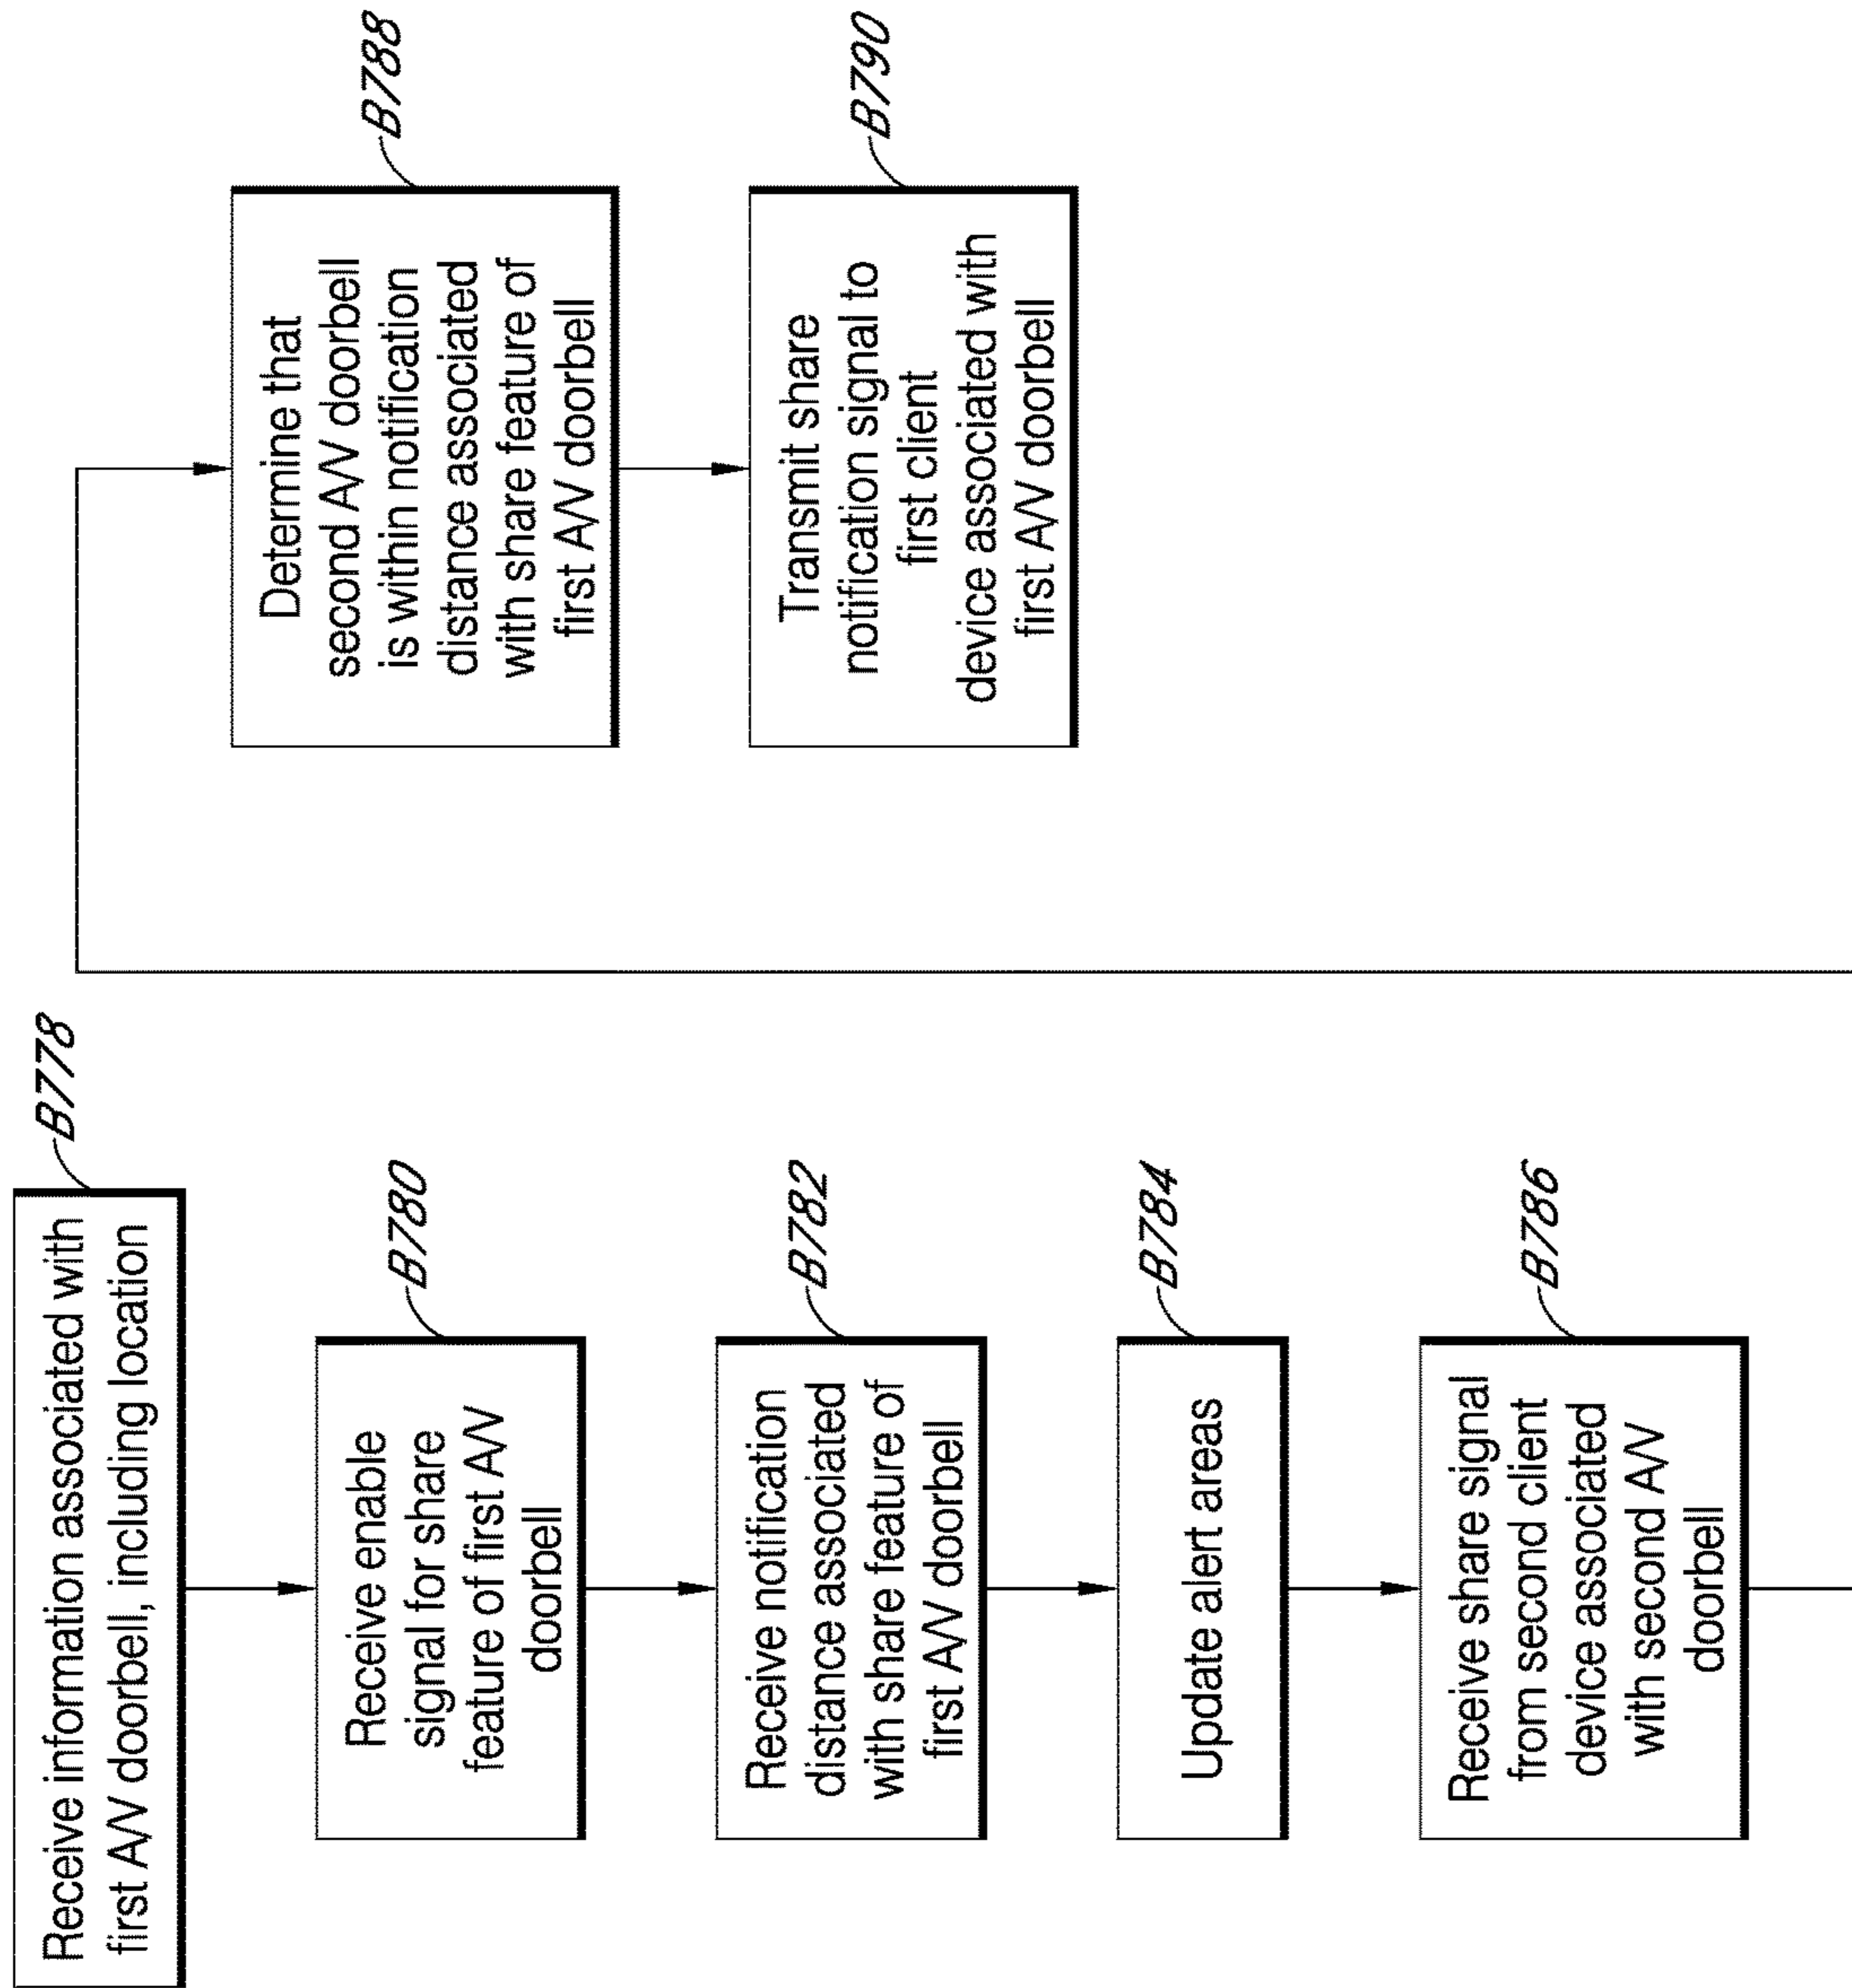 Receive information associated with
first A/V doorbell, including location
B778
Receive enable
signal for share
feature of first A/V
doorbell
B780
Receive notification
distance associated
with share feature of
first A/V doorbell
B782
Update alert areas
B784
Receive share signal
from second client
device associated
with second A/V
doorbell
B786
Determine that
second A/V doorbell
is within notification
distance associated
with share feature of
first A/V doorbell
B788
Transmit share
notification signal to
first client
device associated with
first A/V doorbell
B790